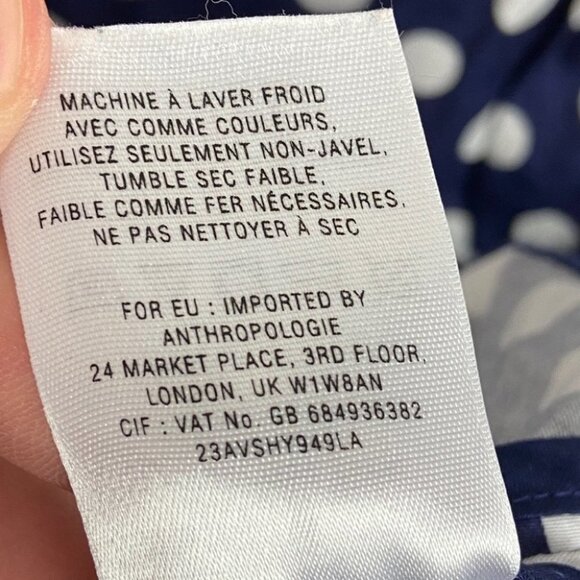 MACHINE À LAVER FROID
AVEC COMME COULEURS,
UTILISEZ SEULEMENT NON-JAVEL,
TUMBLE SEC FAIBLE,
FAIBLE COMME FER NÉCESSAIRES,
NE PAS NETTOYER À SEC
FOR EU : IMPORTED BY
ANTHROPOLOGIE
24 MARKET PLACE, 3RD FLOOR,
LONDON, UK W1W8AN
CIF : VAT No. GB 684936382
23AVSHY949LA